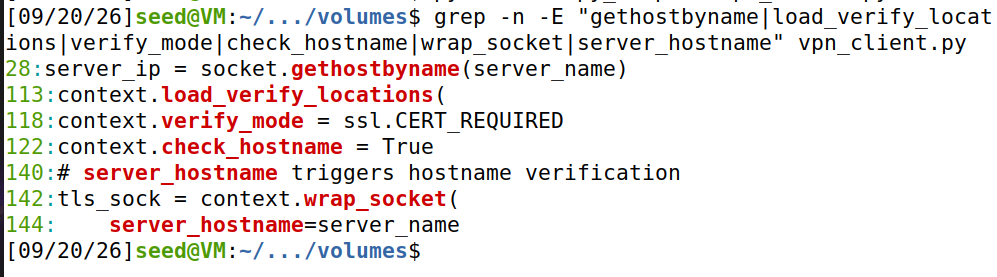 [09/20/26]seed@VM:~/.../volumes$ grep -n -E "gethostbyname|load_verify_locat
ions|verify_mode|check_hostname|wrap_socket|server_hostname" vpn_client.py
28:server_ip = socket.gethostbyname(server_name)
113:context.load_verify_locations(
118:context.verify_mode = ssl.CERT_REQUIRED
122:context.check_hostname = True
140:# server_hostname triggers hostname verification
142:tls_sock = context.wrap_socket(
144:    server_hostname=server_name
[09/20/26]seed@VM:~/.../volumes$